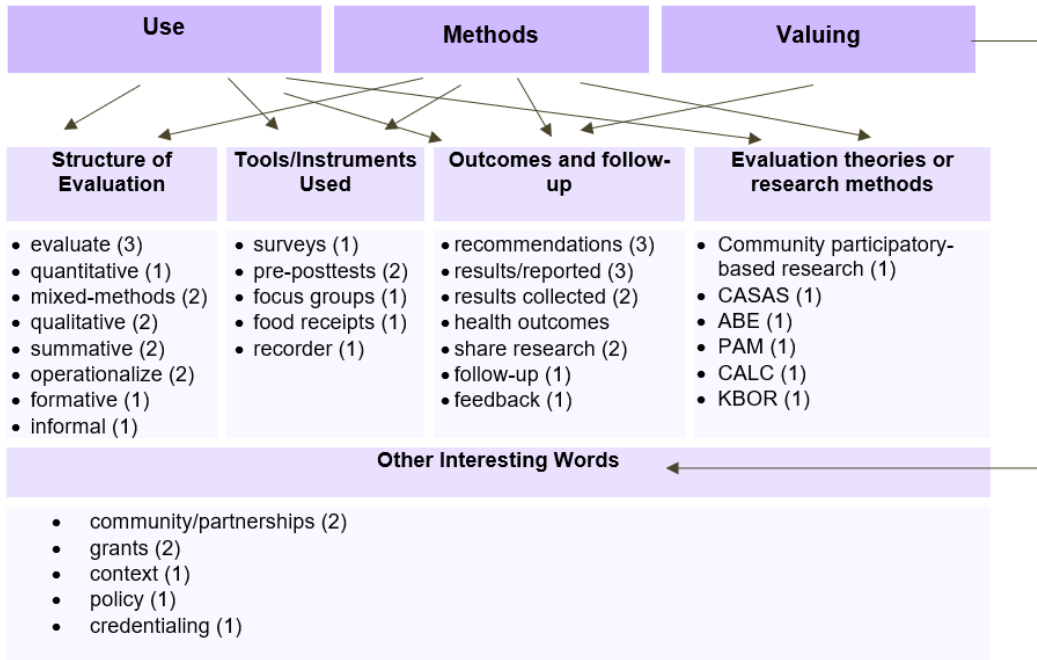 Use
Methods
Valuing
Structure of
Evaluation
Tools/Instruments
Used
Outcomes and follow-
up
Evaluation theories or
research methods
• evaluate (3)
• quantitative (1)
• mixed-methods (2)
• qualitative (2)
• summative (2)
• operationalize (2)
• formative (1)
• informal (1)
• surveys (1)
• pre-posttests (2)
• focus groups (1)
• food receipts (1)
• recorder (1)
• recommendations (3)
• results/reported (3)
• results collected (2)
• health outcomes
• share research (2)
• follow-up (1)
• feedback (1)
• Community participatory-
based research (1)
• CASAS (1)
• ABE (1)
• PAM (1)
• CALC (1)
• KBOR (1)
Other Interesting Words
• community/partnerships (2)
• grants (2)
• context (1)
• policy (1)
• credentialing (1)